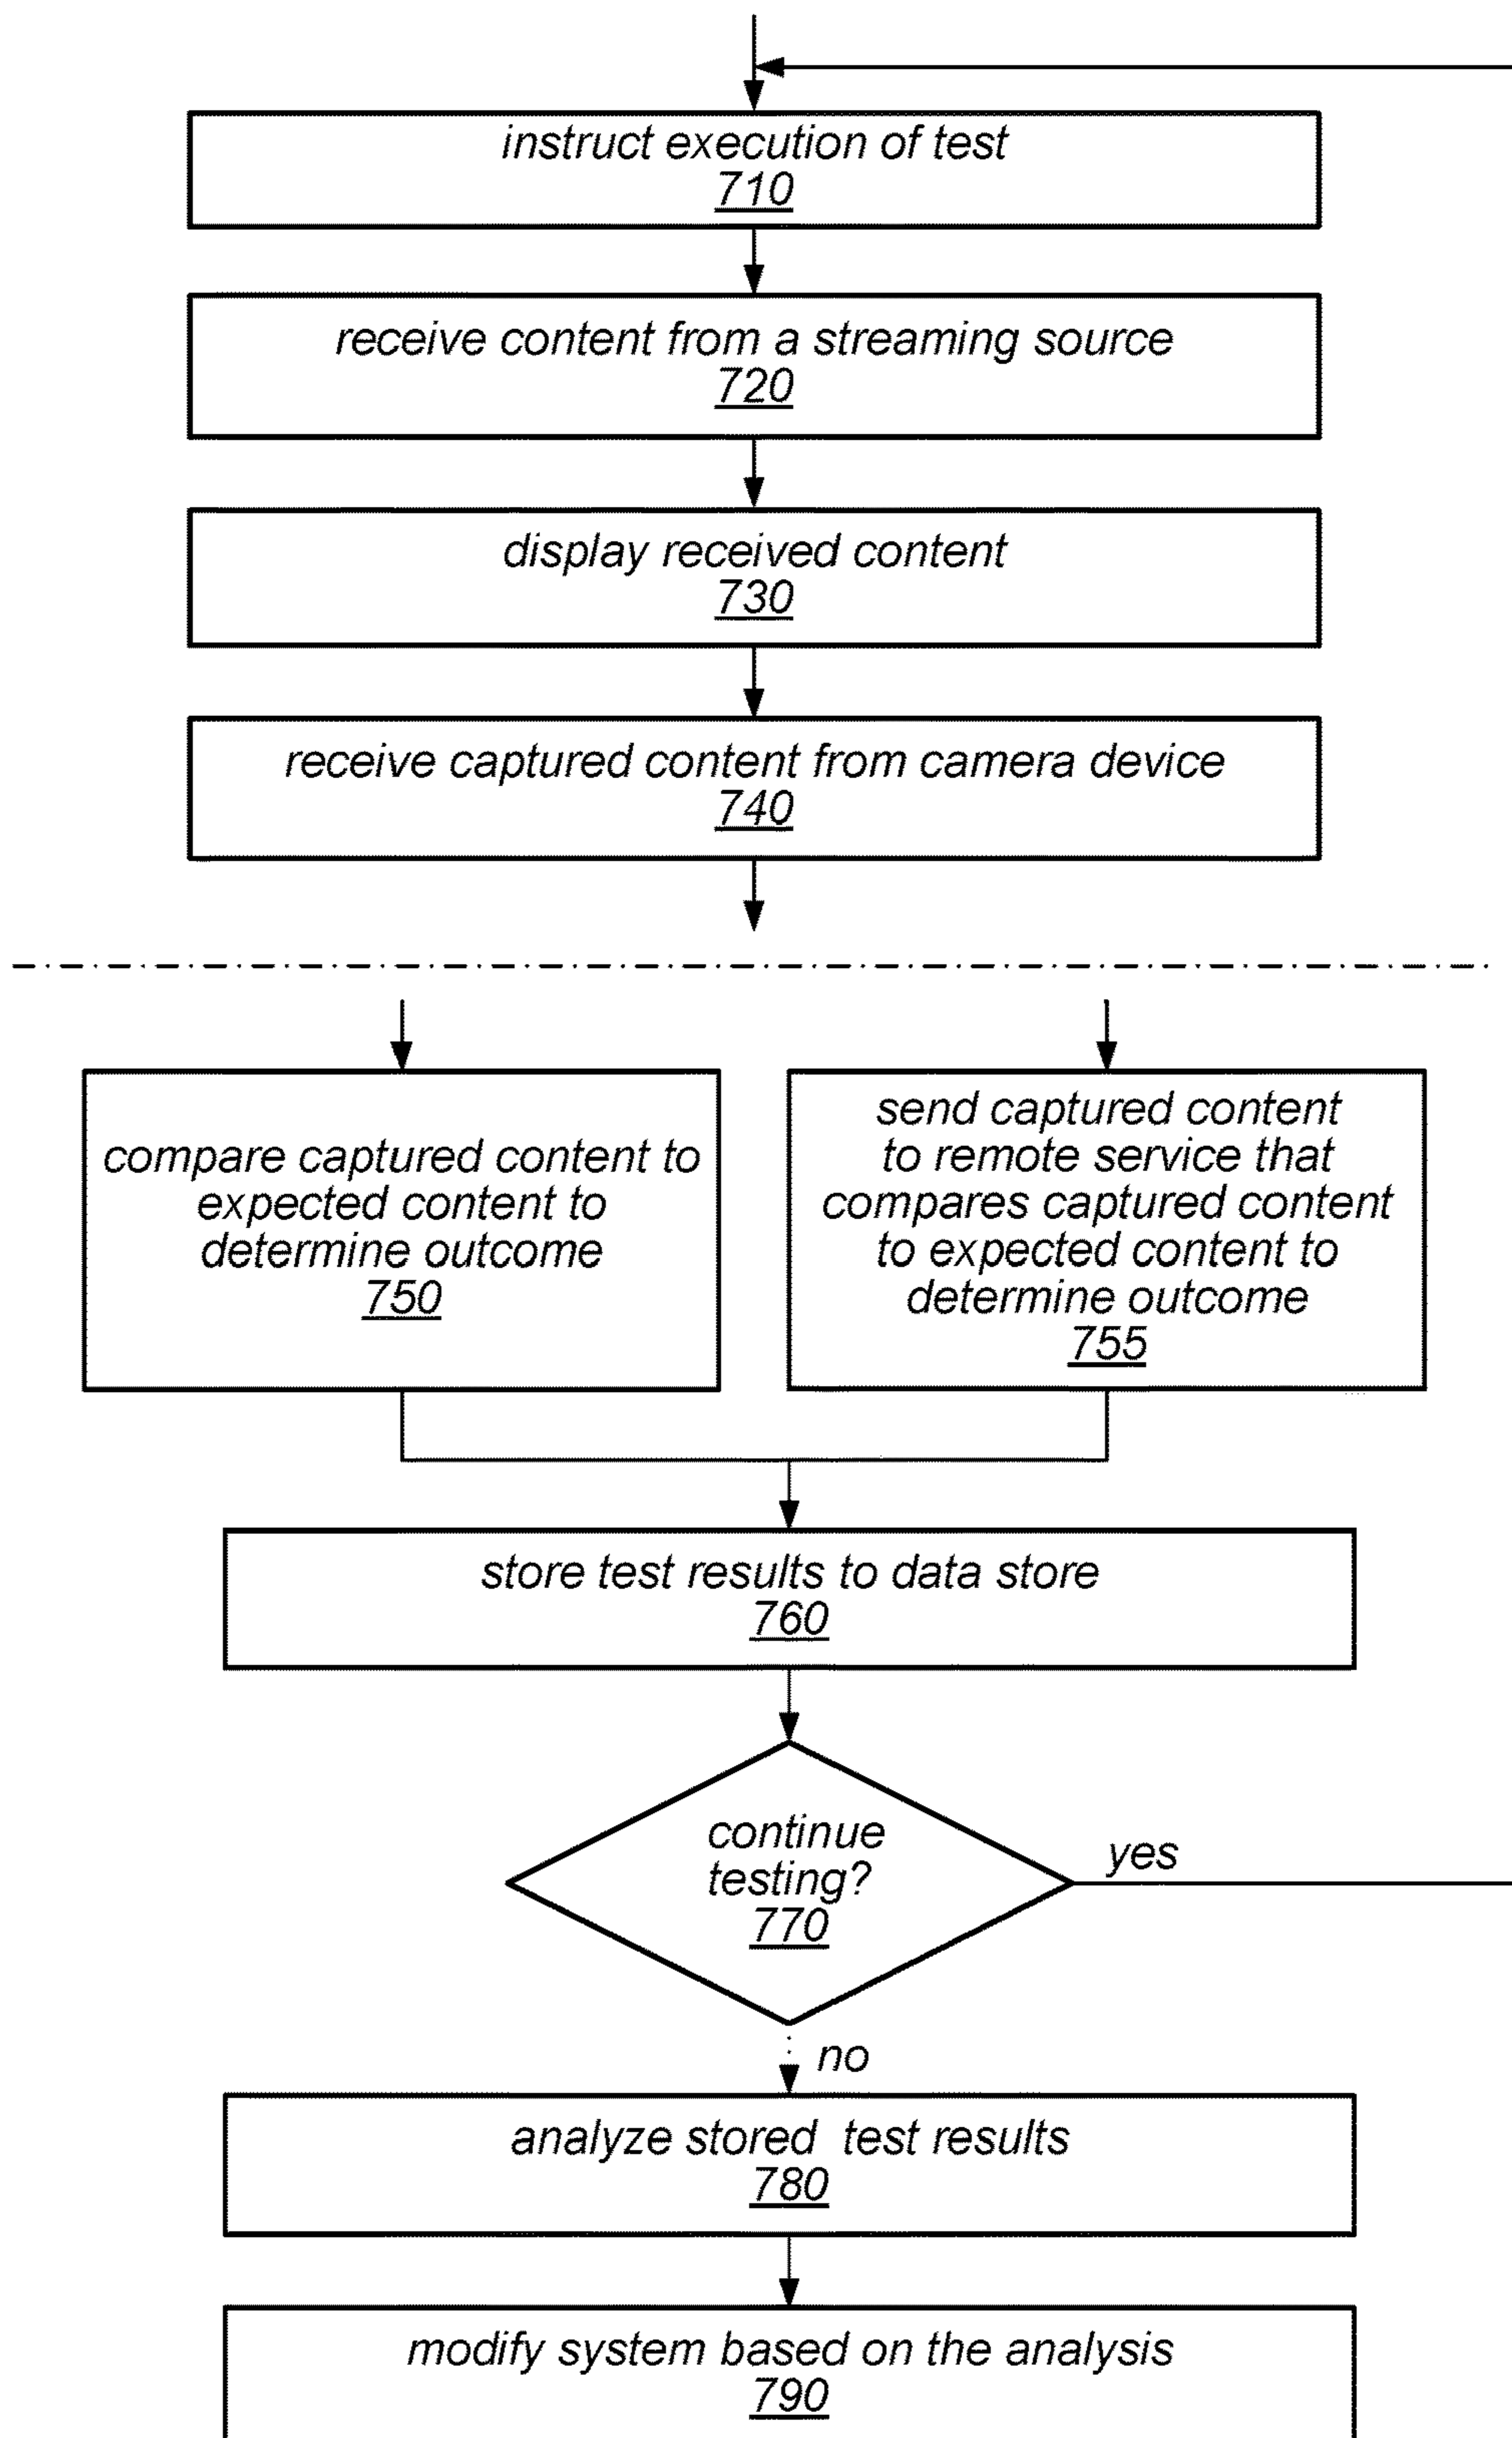 instruct execution of test
710
receive content from a streaming source
720
display received content
730
receive captured content from camera device
740
compare captured content to
expected content to
determine outcome
750
send captured content
to remote service that
compares captured content
to expected content to
determine outcome
755
store test results to data store
760
continue
testing?
770
yes
no
analyze stored test results
780
modify system based on the analysis
790